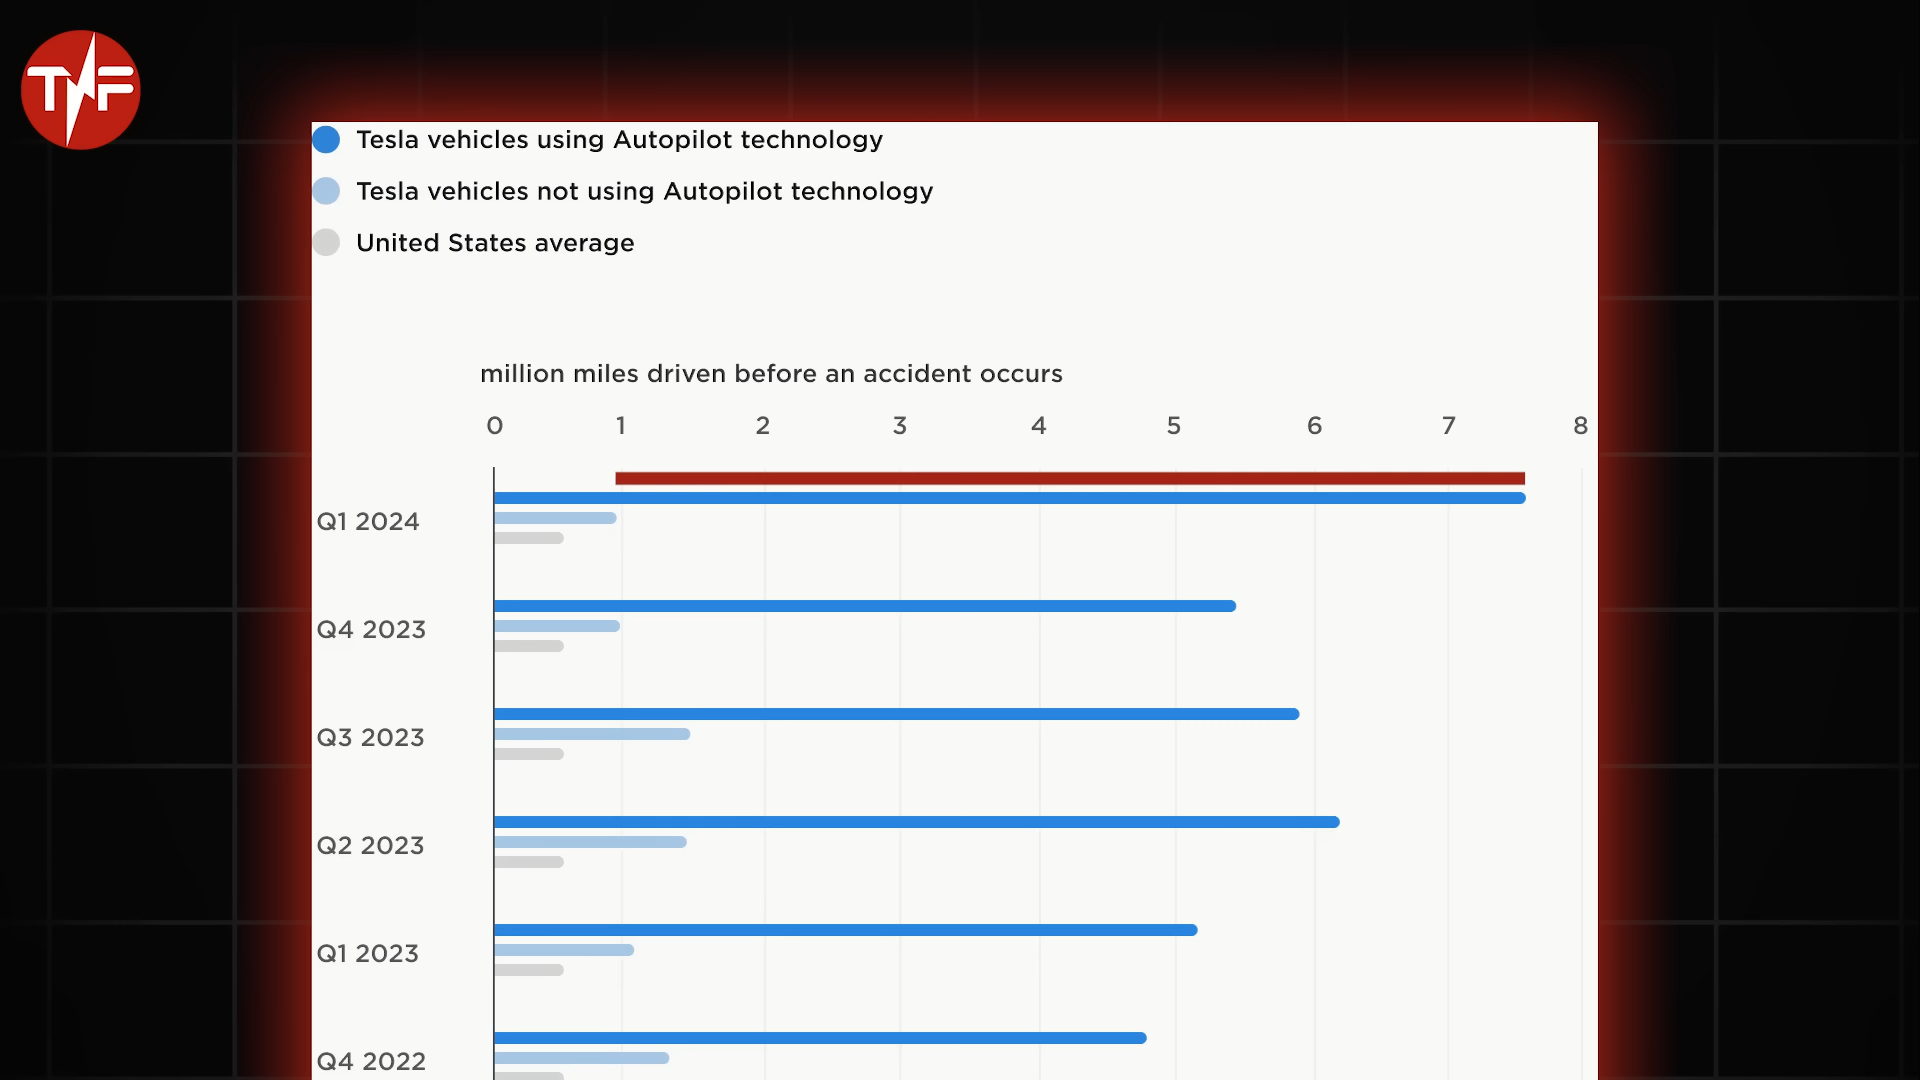 TNF
Tesla vehicles using Autopilot technology
Tesla vehicles not using Autopilot technology
United States average
million miles driven before an accident occurs
0 1 2 3 4 5 6 7 8
Q1 2024
Q4 2023
Q3 2023
Q2 2023
Q1 2023
Q4 2022